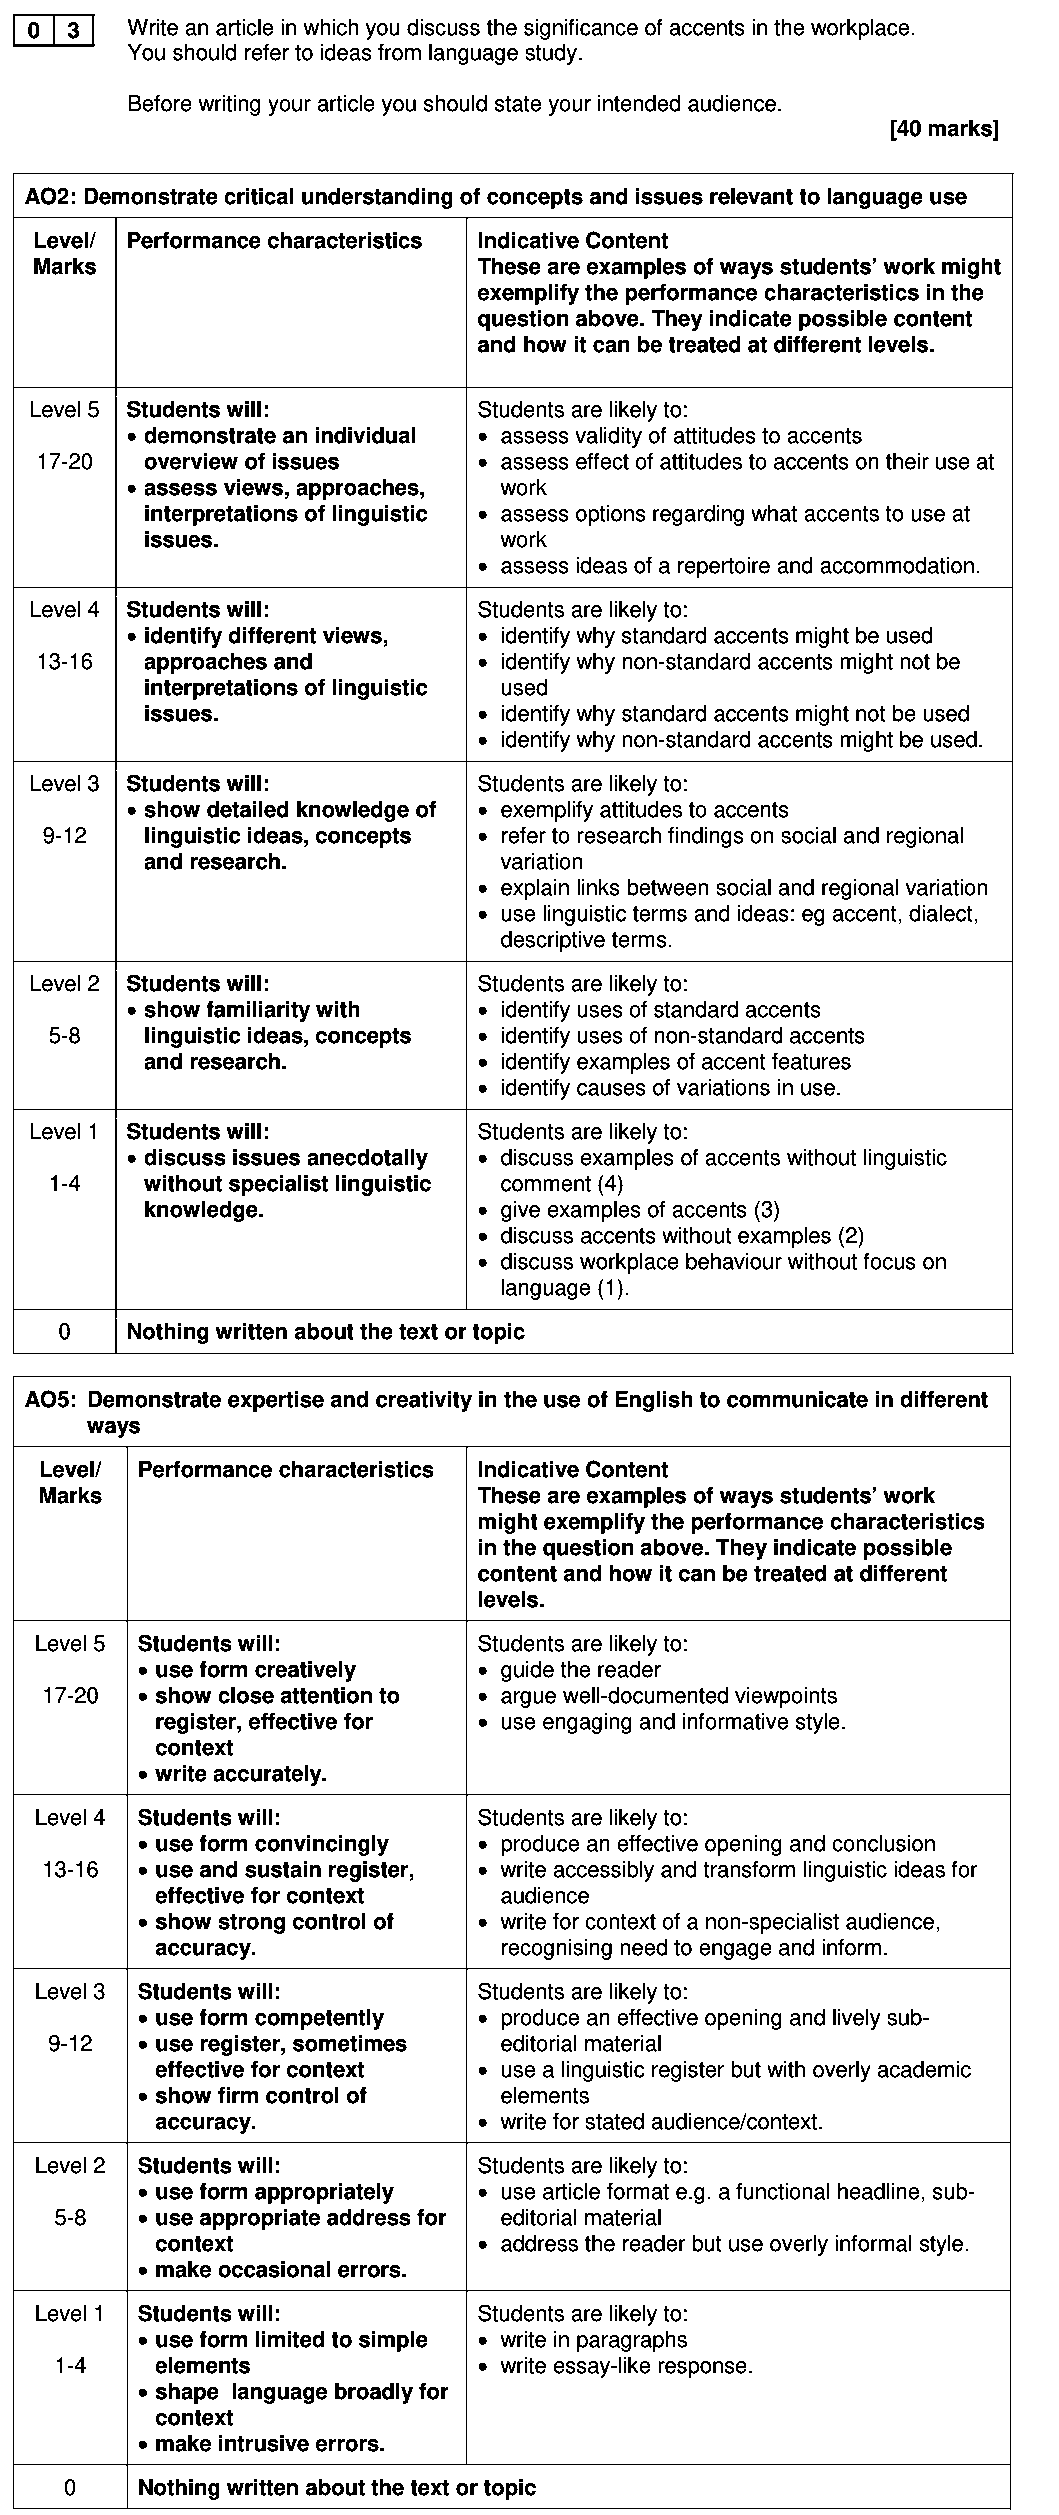 0 3 Write an article in which you discuss the significance of accents in the workplace.
You should refer to ideas from language study.
Before writing your article you should state your intended audience.
[40 marks]
AO2: Demonstrate critical understanding of concepts and issues relevant to language use
Level/
Marks
Performance characteristics
Indicative Content
These are examples of ways students' work might
exemplify the performance characteristics in the
question above. They indicate possible content
and how it can be treated at different levels.
Level 5
17-20
Students will:
• demonstrate an individual
overview of issues
• assess views, approaches,
interpretations of linguistic
issues.
Students are likely to:
• assess validity of attitudes to accents
• assess effect of attitudes to accents on their use at
work
• assess options regarding what accents to use at
work
• assess ideas of a repertoire and accommodation.
Level 4
13-16
Students will:
• identify different views,
approaches and
interpretations of linguistic
issues.
Students are likely to:
• identify why standard accents might be used
• identify why non-standard accents might not be
used
• identify why standard accents might not be used
• identify why non-standard accents might be used.
Level 3
9-12
Students will:
• show detailed knowledge of
linguistic ideas, concepts
and research.
Students are likely to:
• exemplify attitudes to accents
• refer to research findings on social and regional
variation
• explain links between social and regional variation
• use linguistic terms and ideas: eg accent, dialect,
descriptive terms.
Level 2
5-8
Students will:
• show familiarity with
linguistic ideas, concepts
and research.
Students are likely to:
• identify uses of standard accents
• identify uses of non-standard accents
• identify examples of accent features
• identify causes of variations in use.
Level 1
1-4
Students will:
• discuss issues anecdotally
without specialist linguistic
knowledge.
Students are likely to:
• discuss examples of accents without linguistic
comment (4)
• give examples of accents (3)
• discuss accents without examples (2)
• discuss workplace behaviour without focus on
language (1).
0
Nothing written about the text or topic
AO5: Demonstrate expertise and creativity in the use of English to communicate in different
ways
Level/
Marks
Performance characteristics
Indicative Content
These are examples of ways students' work
might exemplify the performance characteristics
in the question above. They indicate possible
content and how it can be treated at different
levels.
Level 5
17-20
Students will:
• use form creatively
• show close attention to
register, effective for
context
• write accurately.
Students are likely to:
• guide the reader
• argue well-documented viewpoints
• use engaging and informative style.
Level 4
13-16
Students will:
• use form convincingly
• use and sustain register,
effective for context
• show strong control of
accuracy.
Students are likely to:
• produce an effective opening and conclusion
• write accessibly and transform linguistic ideas for
audience
• write for context of a non-specialist audience,
recognising need to engage and inform.
Level 3
9-12
Students will:
• use form competently
• use register, sometimes
effective for context
• show firm control of
accuracy.
Students are likely to:
• produce an effective opening and lively sub-
editorial material
• use a linguistic register but with overly academic
elements
• write for stated audience/context.
Level 2
5-8
Students will:
• use form appropriately
• use appropriate address for
context
• make occasional errors.
Students are likely to:
• use article format e.g. a functional headline, sub-
editorial material
• address the reader but use overly informal style.
Level 1
1-4
Students will:
• use form limited to simple
elements
• shape language broadly for
context
• make intrusive errors.
Students are likely to:
• write in paragraphs
• write essay-like response.
0
Nothing written about the text or topic